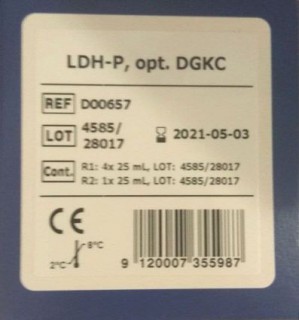 LDH-P, opt. DGKC
REF D00657
LOT 4585/
28017
2021-05-03
Cont. R1: 4x 25 mL, LOT: 4585/28017
R2: 1x 25 mL, LOT: 4585/28017
CE
8°C
2°C
9 120007 355987